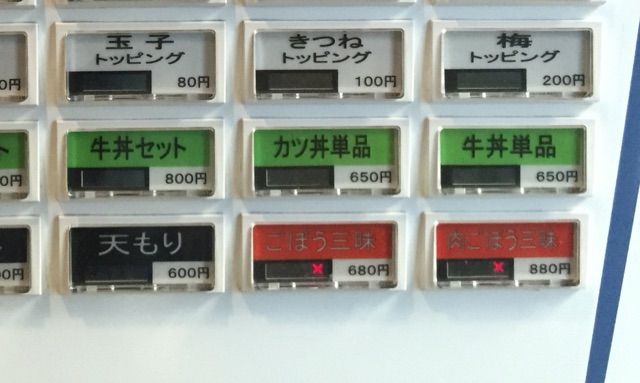 玉子
トッピング
80円
きつね
トッピング
100円
梅
トッピング
200円
牛丼セット
800円
カツ丼単品
650円
牛丼単品
650円
天もり
600円
ごぼう三昧
680円
肉ごぼう三昧
880円